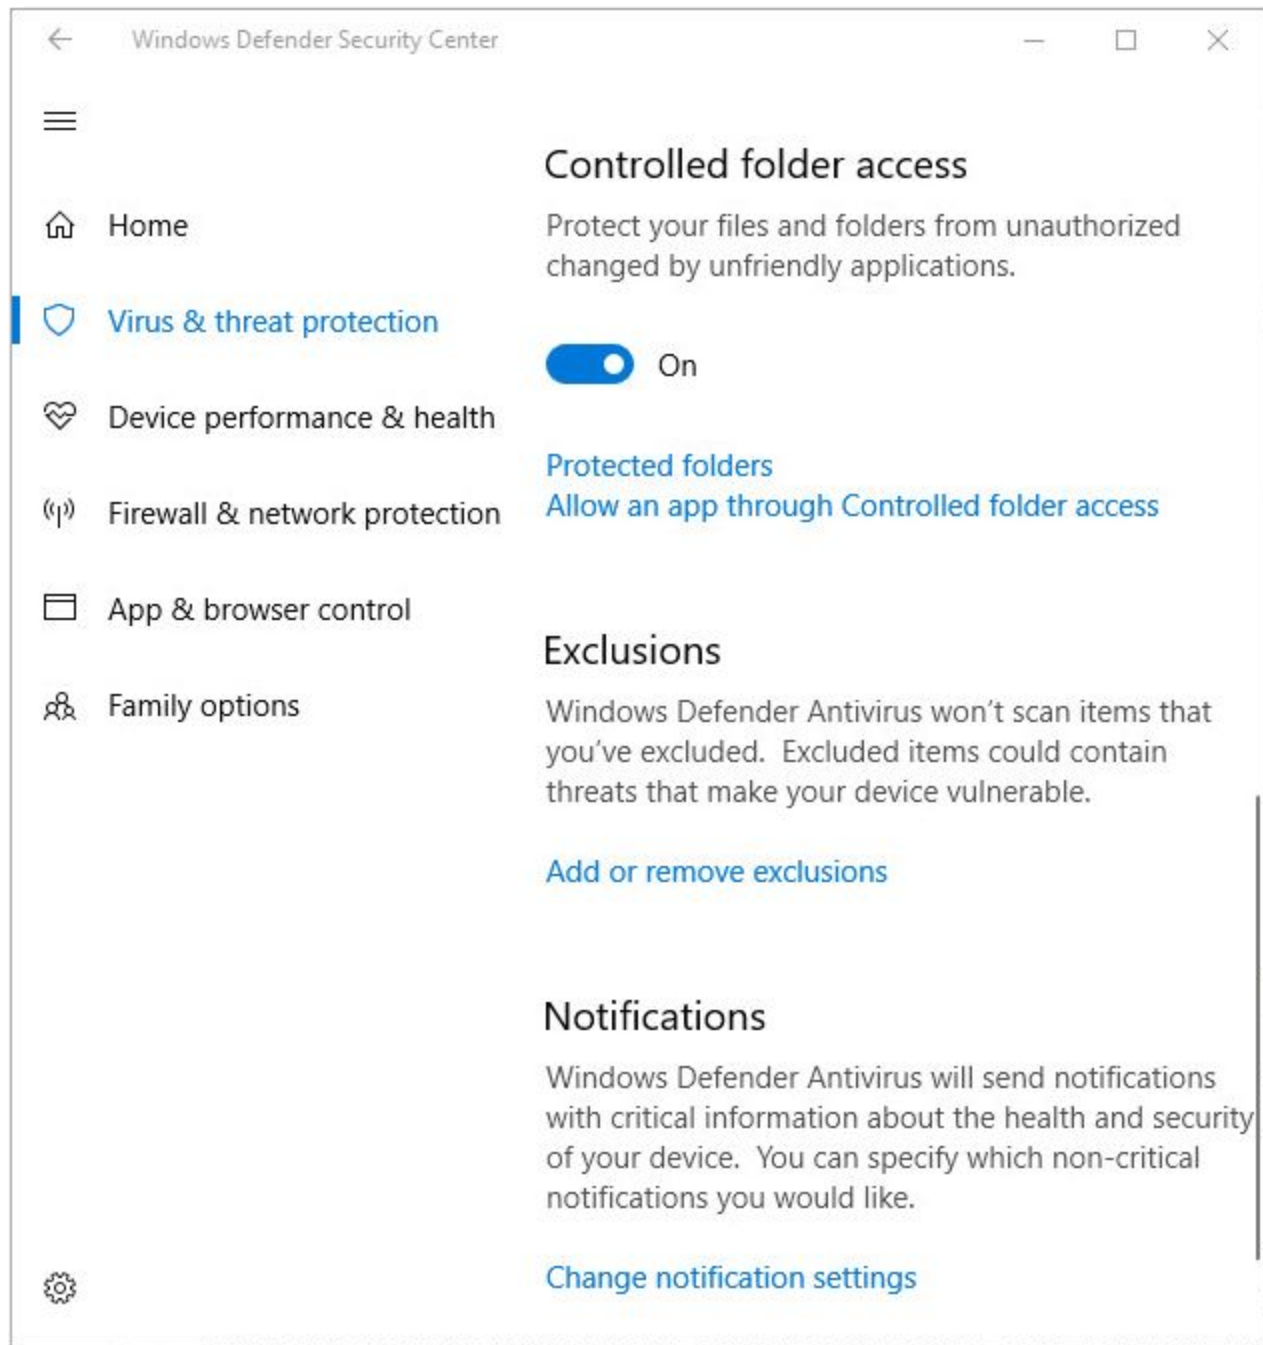 Windows Defender Security Center
Home
Virus & threat protection
Device performance & health
Firewall & network protection
App & browser control
Family options
Controlled folder access
Protect your files and folders from unauthorized
changed by unfriendly applications.
On
Protected folders
Allow an app through Controlled folder access
Exclusions
Windows Defender Antivirus won’t scan items that
you’ve excluded.  Excluded items could contain
threats that make your device vulnerable.
Add or remove exclusions
Notifications
Windows Defender Antivirus will send notifications
with critical information about the health and security
of your device.  You can specify which non-critical
notifications you would like.
Change notification settings